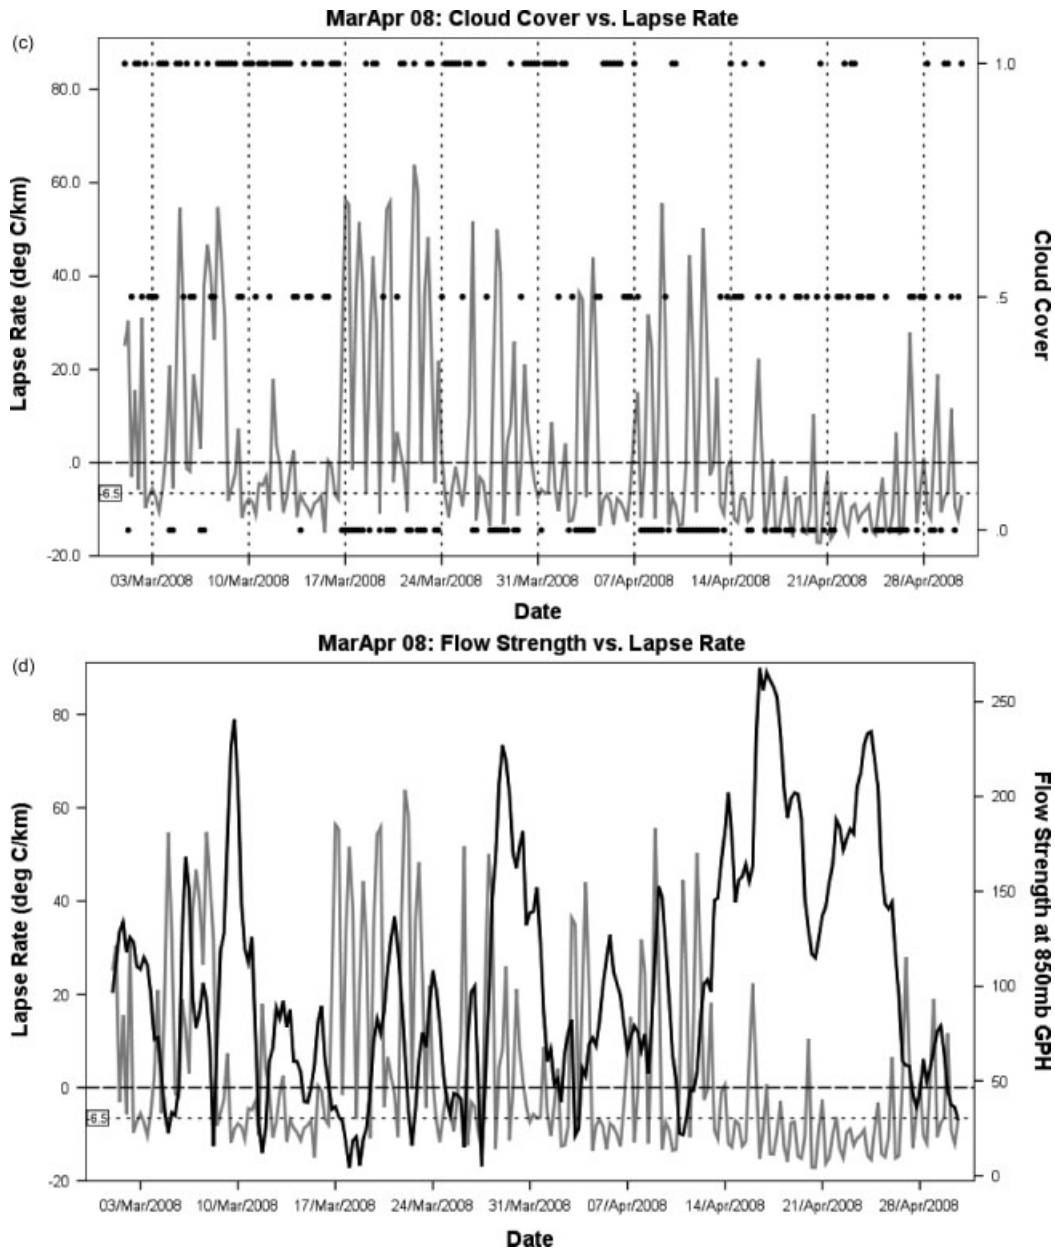 (c)
MarApr 08: Cloud Cover vs. Lapse Rate
Lapse Rate (deg C/km)
80.0
60.0
40.0
20.0
.0
-6.5
-20.0
1.0
.5
.0
Cloud Cover
03/Mar/2008 10/Mar/2008 17/Mar/2008 24/Mar/2008 31/Mar/2008 07/Apr/2008 14/Apr/2008 21/Apr/2008 28/Apr/2008
Date
(d)
MarApr 08: Flow Strength vs. Lapse Rate
Lapse Rate (deg C/km)
80
60
40
20
0
-6.5
-20
250
200
150
100
50
0
Flow Strength at 850mb GPH
03/Mar/2008 10/Mar/2008 17/Mar/2008 24/Mar/2008 31/Mar/2008 07/Apr/2008 14/Apr/2008 21/Apr/2008 28/Apr/2008
Date